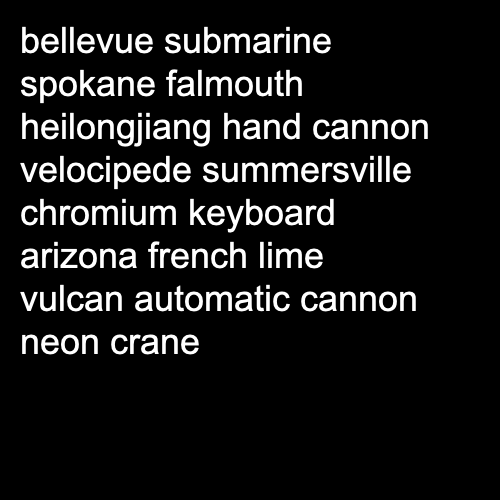 bellevue submarine
spokane falmouth
heilongjiang hand cannon
velocipede summersville
chromium keyboard
arizona french lime
vulcan automatic cannon
neon crane